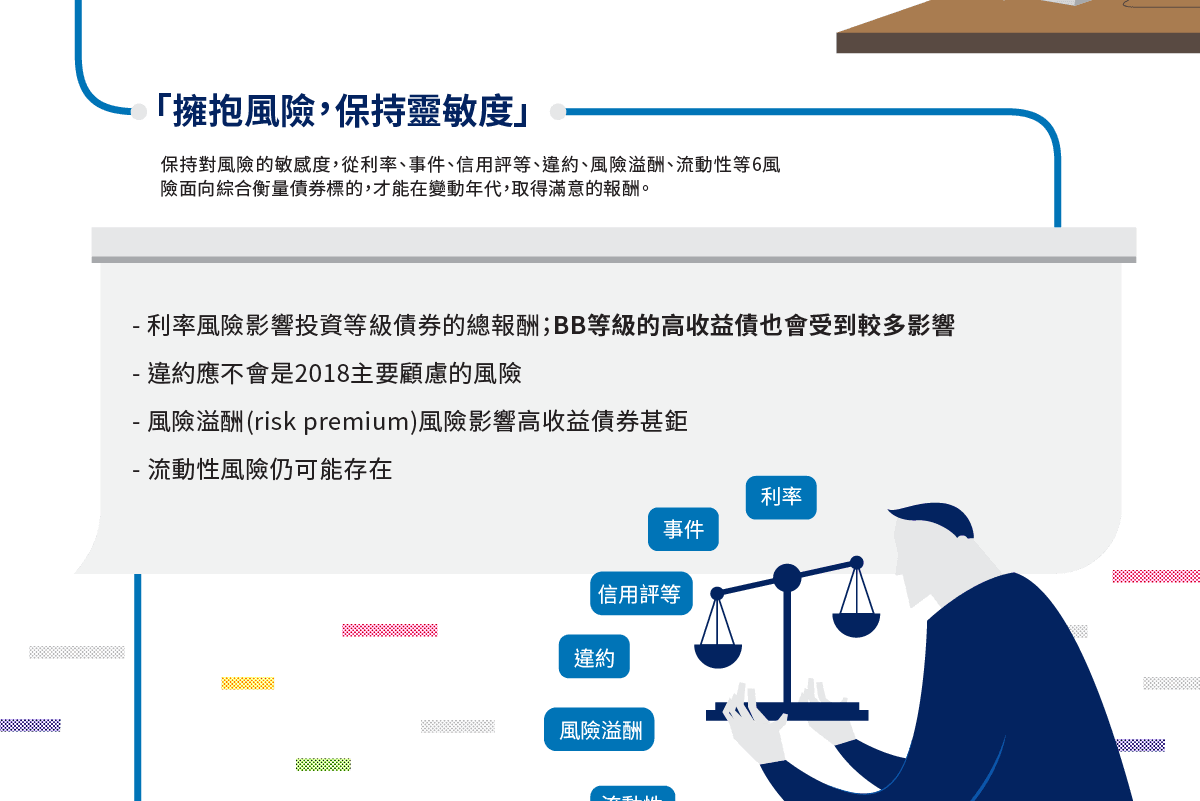 「擁抱風險，保持靈敏度」
保持對風險的敏感度，從利率、事件、信用評等、違約、風險溢酬、流動性等6風
險面向綜合衡量債券標的，才能在變動年代，取得滿意的報酬。
- 利率風險影響投資等級債券的總報酬；BB等級的高收益債也會受到較多影響
- 違約應不會是2018主要顧慮的風險
- 風險溢酬(risk premium)風險影響高收益債券甚鉅
- 流動性風險仍可能存在
利率
事件
信用評等
違約
風險溢酬
流動性